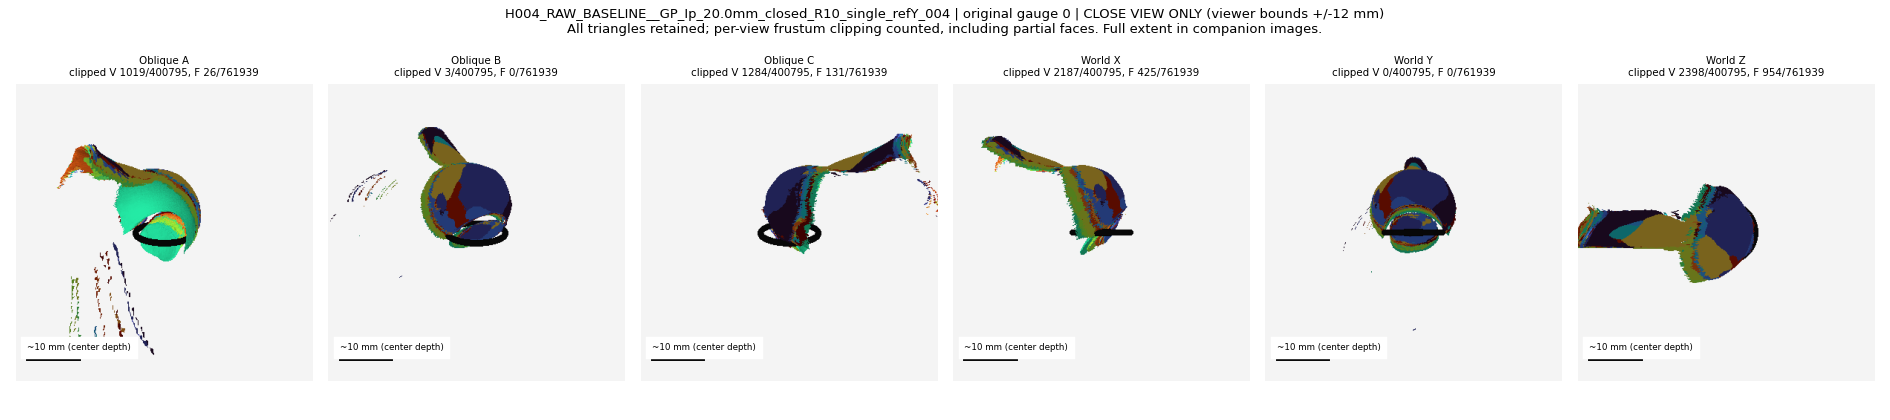 H004_RAW_BASELINE__GP_Ip_20.0mm_closed_R10_single_refY_004 | original gauge 0 | CLOSE VIEW ONLY (viewer bounds +/-12 mm)
All triangles retained; per-view frustum clipping counted, including partial faces. Full extent in companion images.
Oblique A
clipped V 1019/400795, F 26/761939
Oblique B
clipped V 3/400795, F 0/761939
Oblique C
clipped V 1284/400795, F 131/761939
World X
clipped V 2187/400795, F 425/761939
World Y
clipped V 0/400795, F 0/761939
World Z
clipped V 2398/400795, F 954/761939
~10 mm (center depth)
~10 mm (center depth)
~10 mm (center depth)
~10 mm (center depth)
~10 mm (center depth)
~10 mm (center depth)